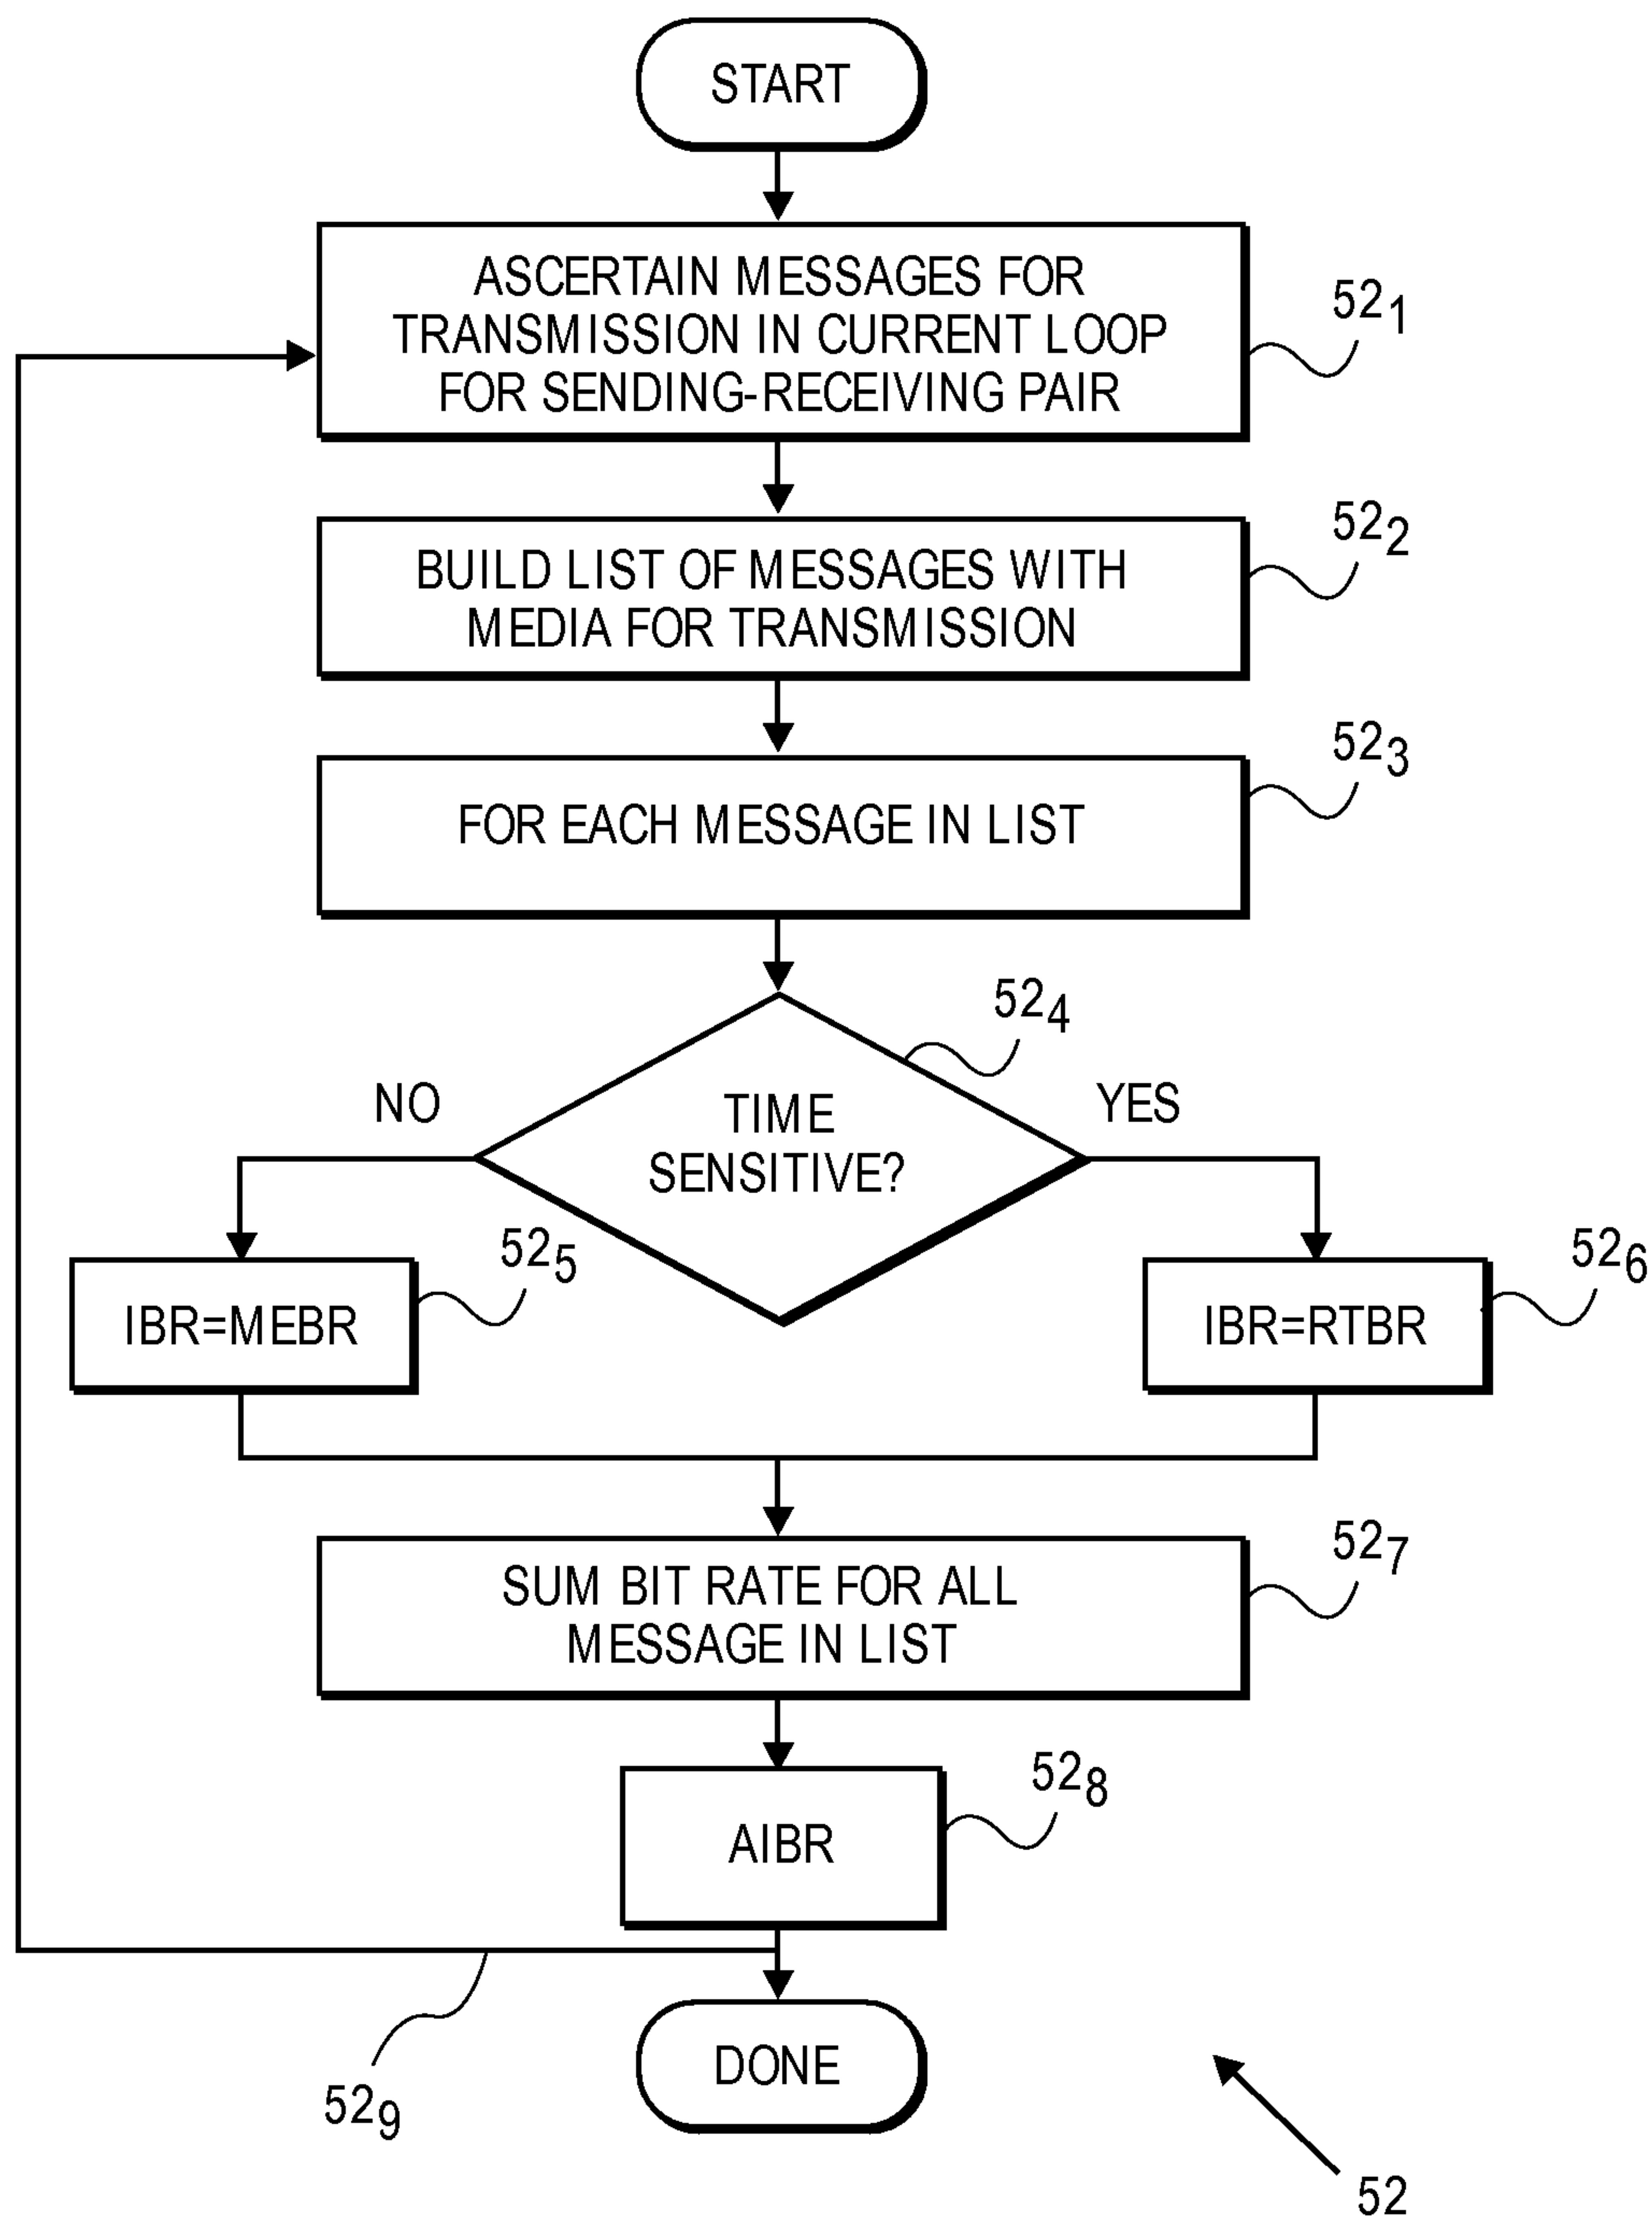 START
ASCERTAIN MESSAGES FOR
TRANSMISSION IN CURRENT LOOP
FOR SENDING-RECEIVING PAIR
52₁
BUILD LIST OF MESSAGES WITH
MEDIA FOR TRANSMISSION
52₂
FOR EACH MESSAGE IN LIST
52₃
TIME
SENSITIVE?
52₄
NO
YES
IBR=MEBR
52₅
IBR=RTBR
52₆
SUM BIT RATE FOR ALL
MESSAGE IN LIST
52₇
AIBR
52₈
52₉
DONE
52